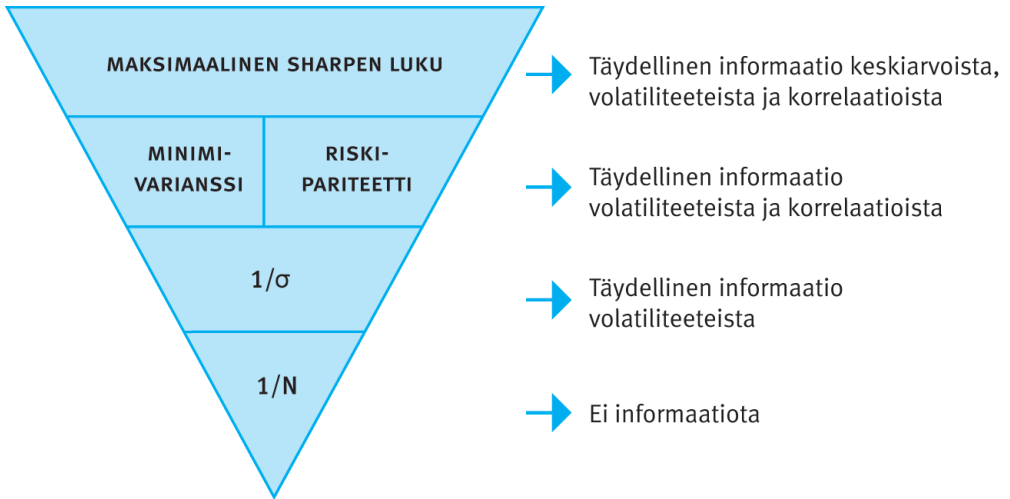 MAKSIMAALINEN SHARPEN LUKU
Täydellinen informaatio keskiarvoista,
volatiliteeteista ja korrelaatioista
MINIMI-
VARIANSSI
RISKI-
PARITEETTI
Täydellinen informaatio
volatiliteeteista ja korrelaatioista
1/σ
Täydellinen informaatio
volatiliteeteista
1/N
Ei informaatiota